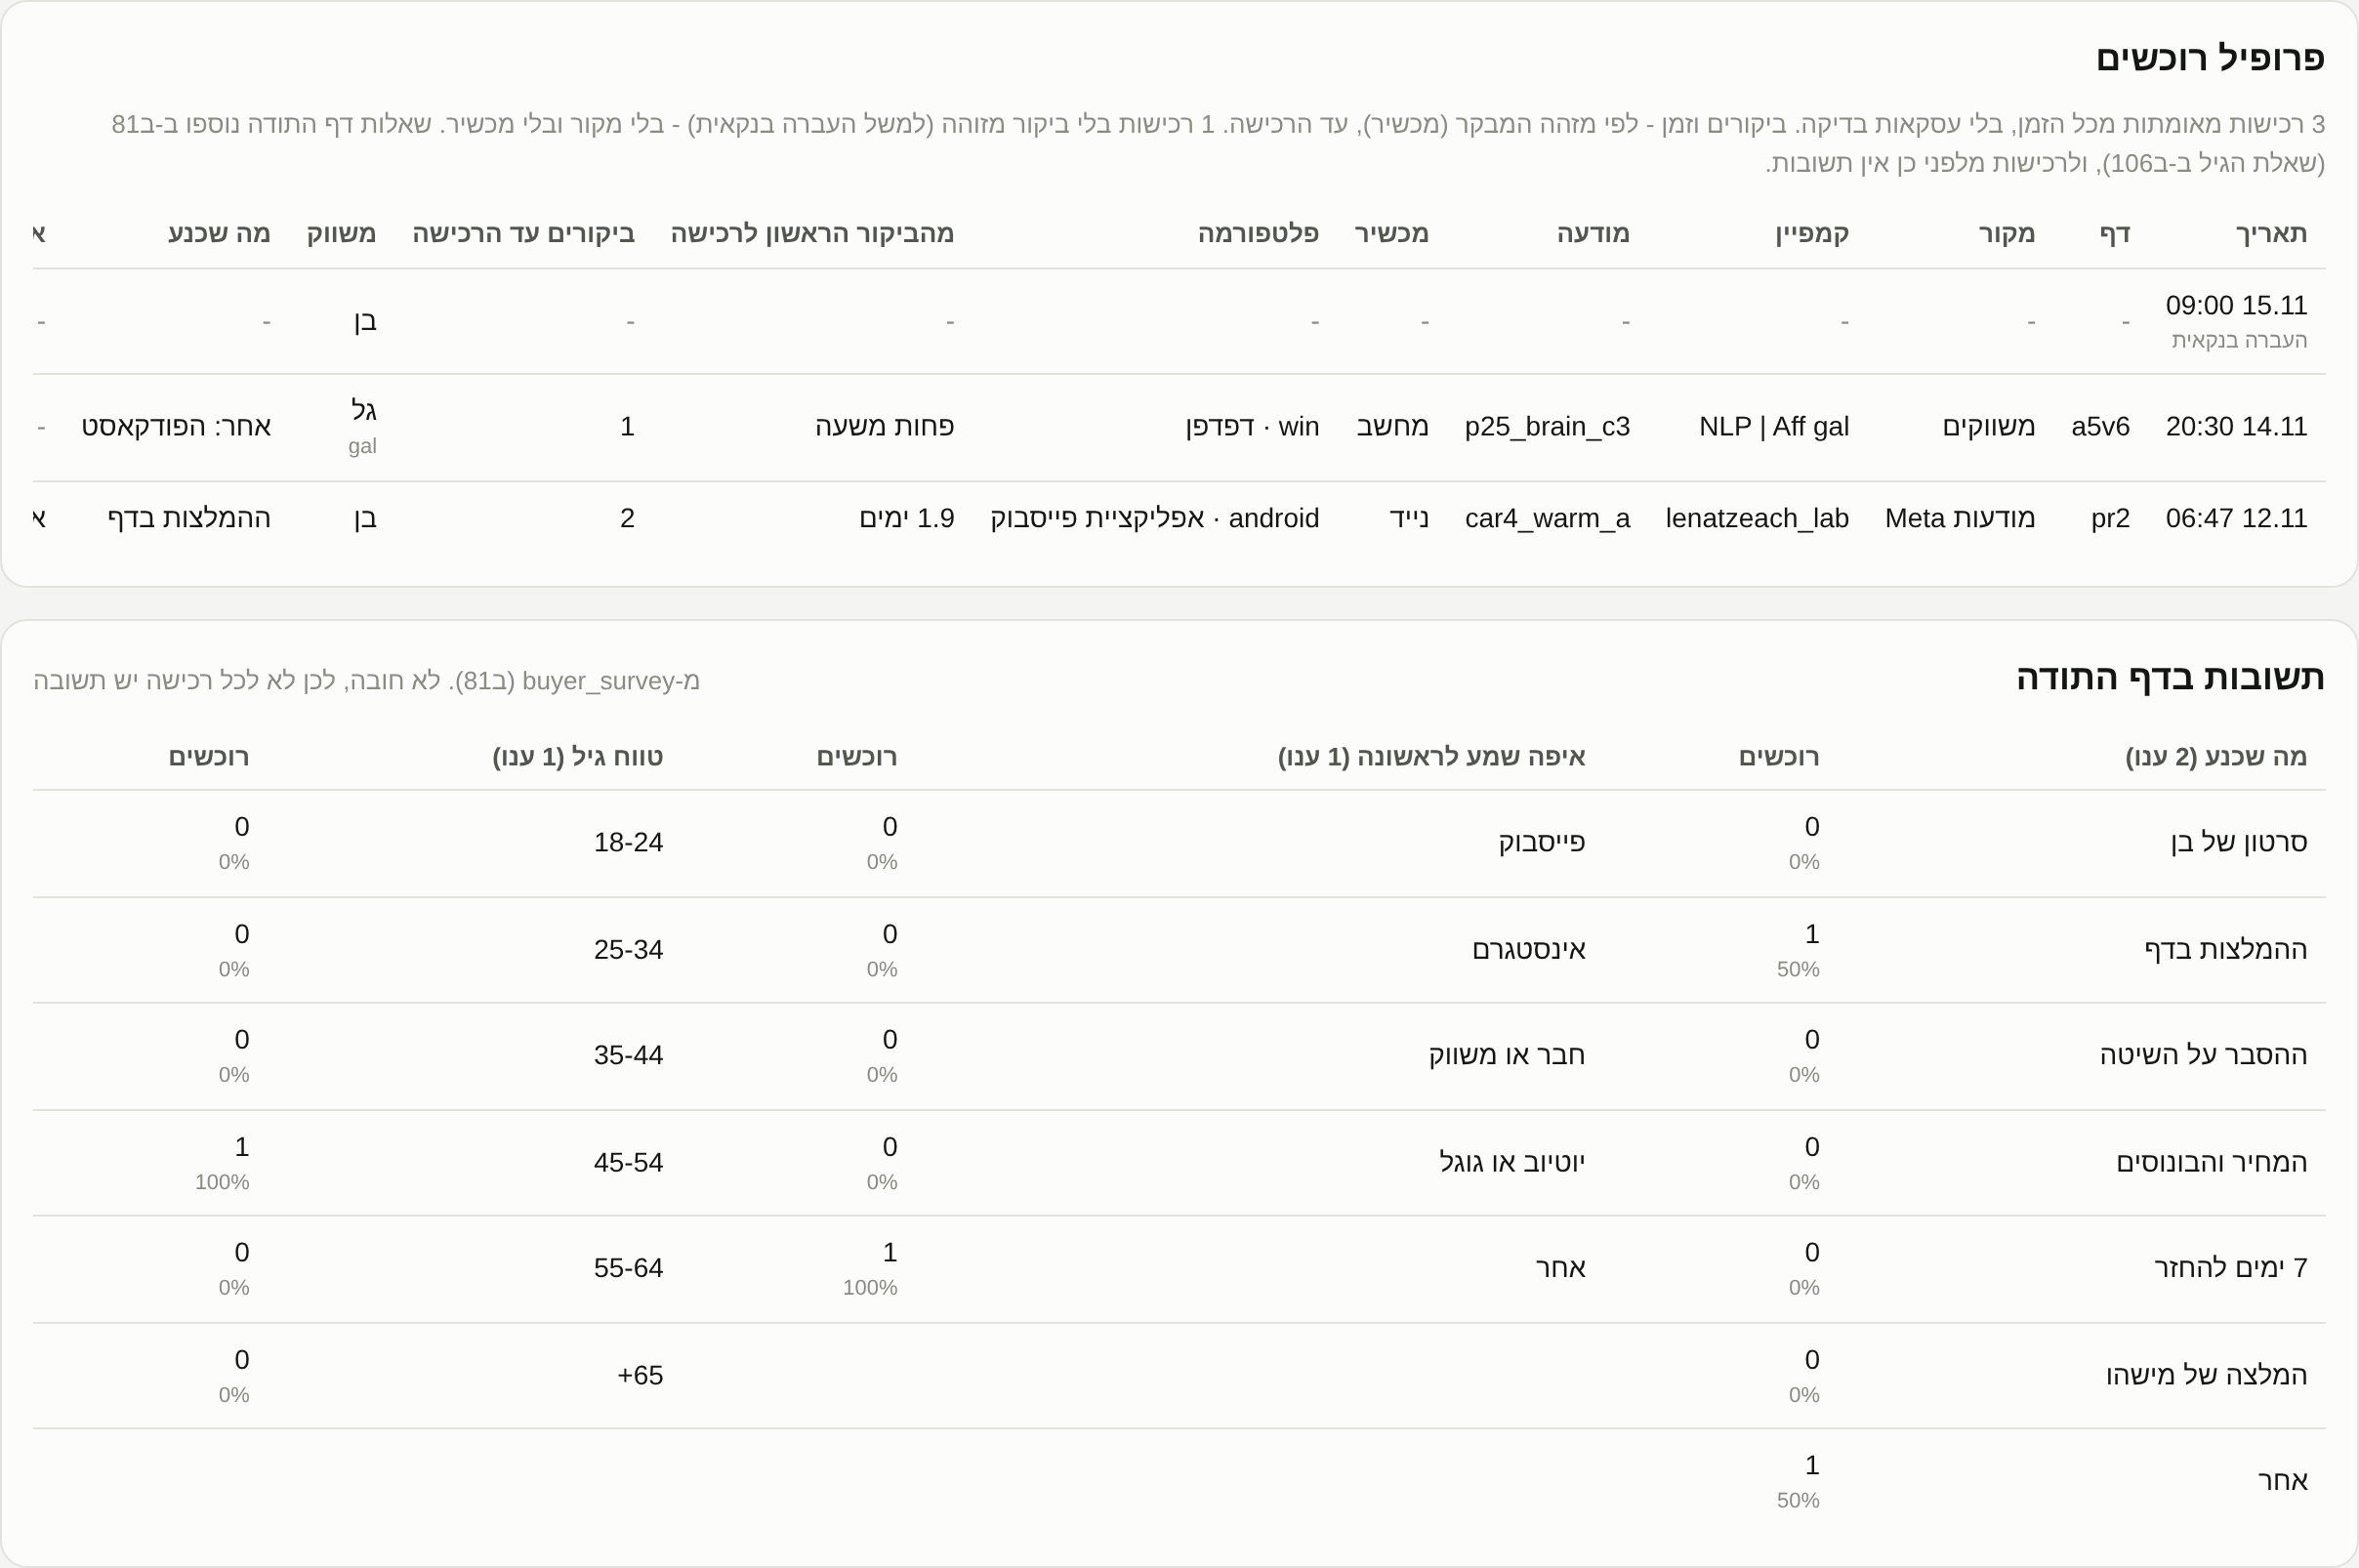 פרופיל רוכשים
3 רכישות מאומתות מכל הזמן, בלי עסקאות בדיקה. ביקורים וזמן - לפי מזהה המבקר (מכשיר), עד הרכישה. 1 רכישות בלי ביקור מזוהה (למשל העברה בנקאית) - בלי מקור ובלי מכשיר. שאלות דף התודה נוספו ב-ב81
(שאלת הגיל ב-ב106), ולרכישות מלפני כן אין תשובות.
תאריך דף מקור קמפיין מודעה מכשיר פלטפורמה מהביקור הראשון לרכישה ביקורים עד הרכישה משווק מה שכנע
15.11 09:00 - - - - - - - - בן - -
העברה בנקאית
14.11 20:30 a5v6 משווקים NLP | Aff gal p25_brain_c3 מחשב win · דפדפן פחות משעה 1 גל אחר: הפודקאסט -
gal
12.11 06:47 pr2 מודעות Meta lenatzeach_lab car4_warm_a נייד android · אפליקציית פייסבוק 1.9 ימים 2 בן ההמלצות בדף
תשובות בדף התודה
מ-buyer_survey (ב81). לא חובה, לכן לא לכל רכישה יש תשובה
מה שכנע (2 ענו) רוכשים איפה שמע לראשונה (1 ענו) רוכשים טווח גיל (1 ענו) רוכשים
סרטון של בן 0 פייסבוק 0 18-24 0
0% 0% 0%
ההמלצות בדף 1 אינסטגרם 0 25-34 0
50% 0% 0%
ההסבר על השיטה 0 חבר או משווק 0 35-44 0
0% 0% 0%
המחיר והבונוסים 0 יוטיוב או גוגל 0 45-54 1
0% 0% 100%
7 ימים להחזר 0 אחר 1 55-64 0
0% 100% 0%
המלצה של מישהו 0 65+ 0
0% 0%
אחר 1
50%